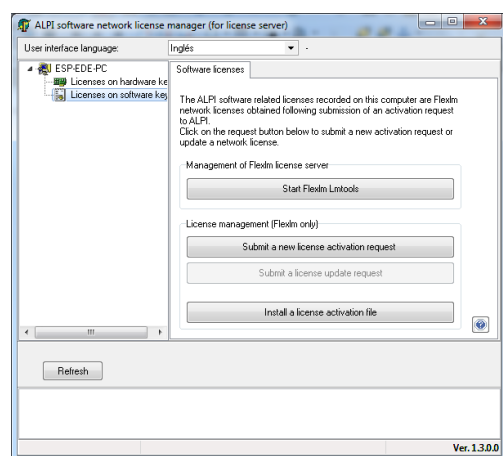 ALPI software network license manager (for license server)
User interface language:
Inglés
ESP-EDE-PC
Licenses on hardware ke
Licenses on software key
Software licenses
The ALPI software related licenses recorded on this computer are Flexlm
network licenses obtained following submission of an activation request
to ALPI.
Click on the request button below to submit a new activation request or
update a network license.
Management of Flexlm license server
Start Flexlm Lmtools
License management (Flexlm only)
Submit a new license activation request
Submit a license update request
Install a license activation file
Refresh
Ver. 1.3.0.0